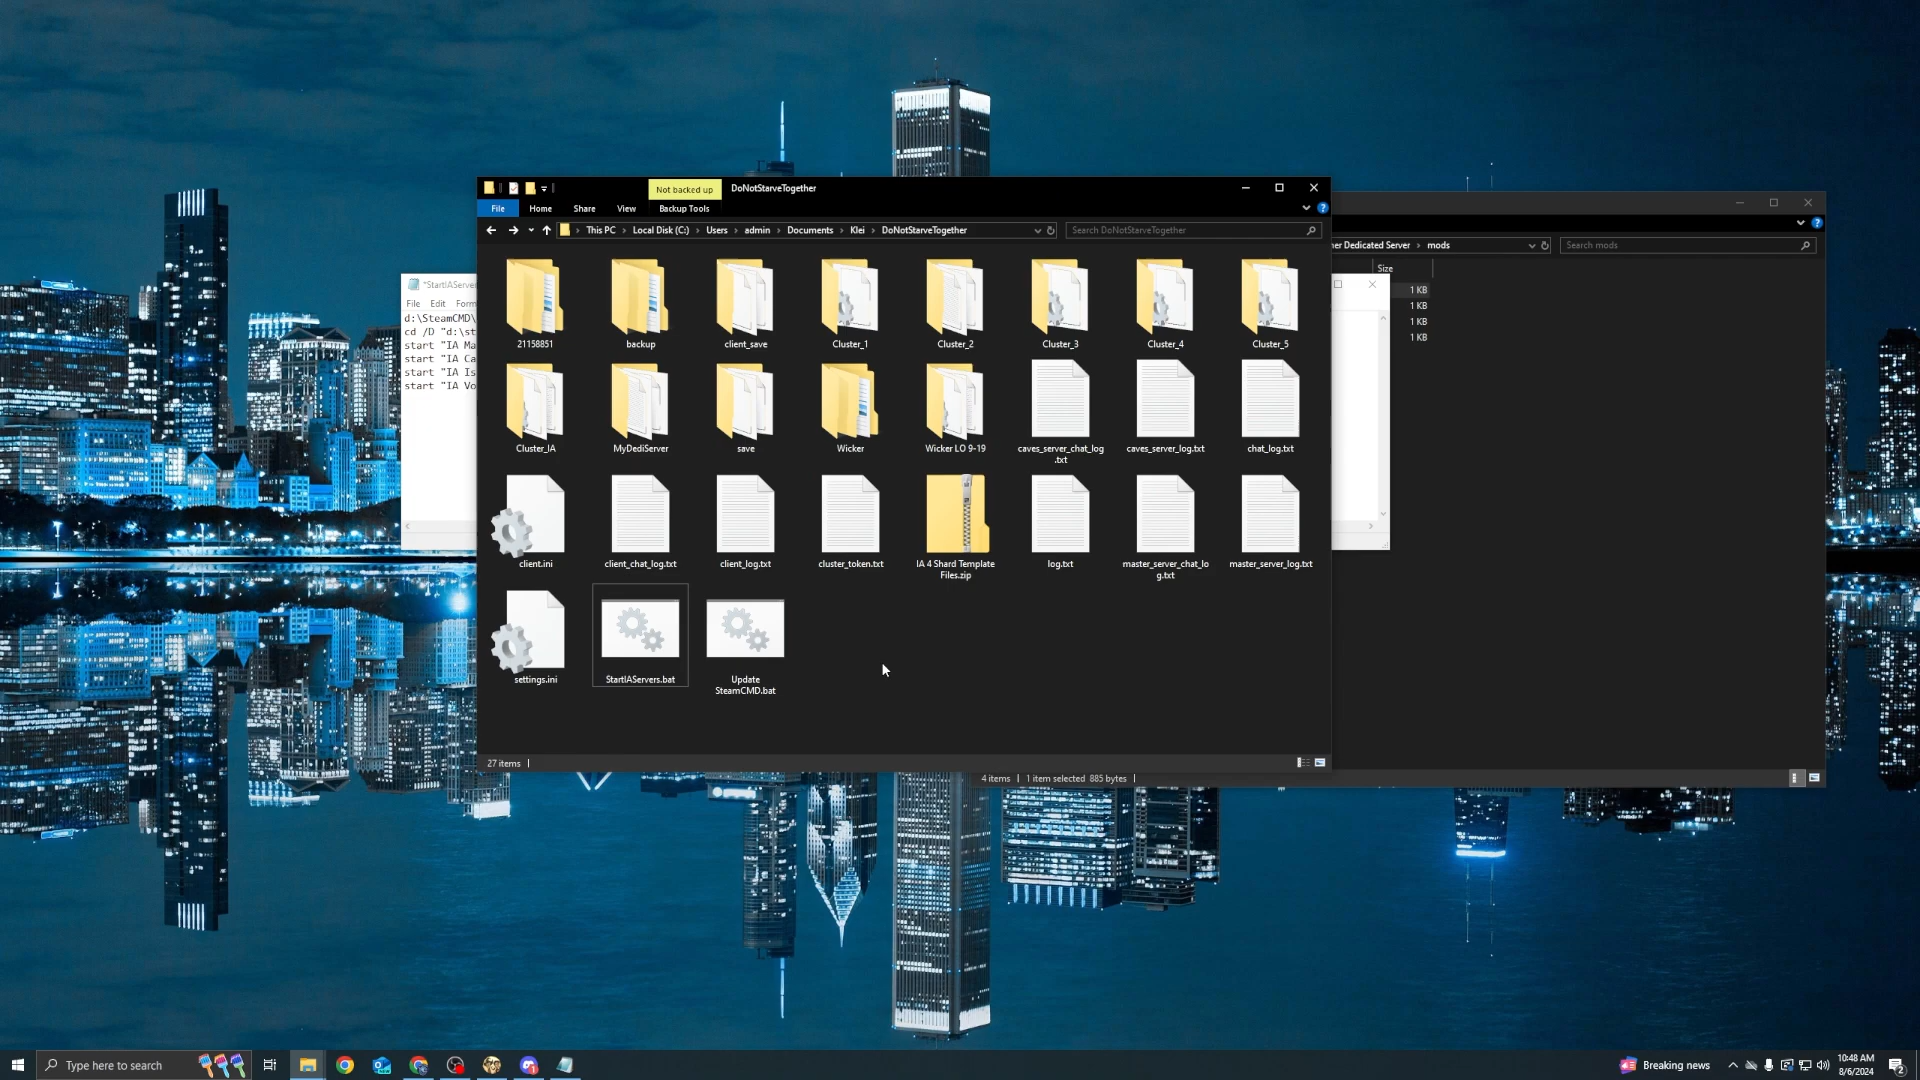 Not backed up
DoNotStarveTogether
File
Home
Share
View
Backup Tools
This PC
Local Disk (C:)
Users
admin
Documents
Klei
DoNotStarveTogether
Search DoNotStarveTogether
21158851
backup
client_save
Cluster_1
Cluster_2
Cluster_3
Cluster_4
Cluster_5
Cluster_IA
MyDediServer
save
Wicker
Wicker LO 9-19
caves_server_chat_log
.txt
caves_server_log.txt
chat_log.txt
client.ini
client_chat_log.txt
client_log.txt
cluster_token.txt
IA 4 Shard Template
Files.zip
log.txt
master_server_chat_lo
g.txt
master_server_log.txt
settings.ini
StartIAServers.bat
Update
SteamCMD.bat
27 items
*StartIAServer
File
Edit
Form
d:\SteamCMD\
cd /D "d:\st
start "IA Ma
start "IA Ca
start "IA Is
start "IA Vo
er Dedicated Server
mods
Search mods
Size
1 KB
1 KB
1 KB
1 KB
4 items
1 item selected 885 bytes
Type here to search
Breaking news
10:48 AM
8/6/2024
2